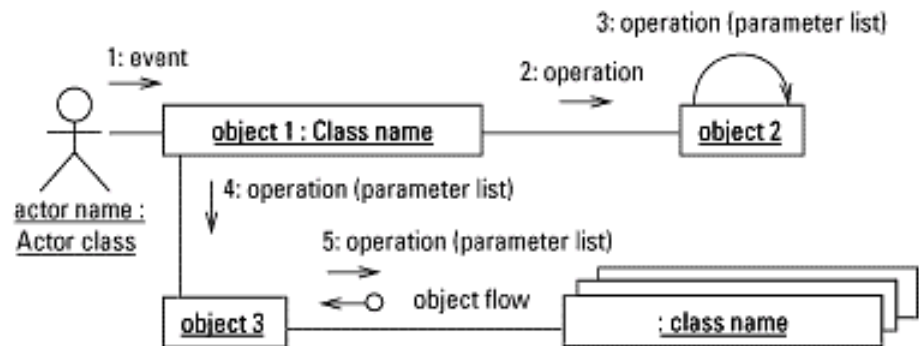 3: operation (parameter list)
1: event
2: operation
object 1 : Class name
object 2
4: operation (parameter list)
actor name :
Actor class
5: operation (parameter list)
object flow
object 3
: class name